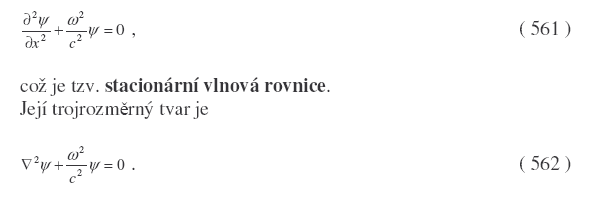 ∂²ψ/∂x² + ω²/c² ψ = 0 , ( 561 )
což je tzv. stacionární vlnová rovnice.
Její trojrozměrný tvar je
∇²ψ + ω²/c² ψ = 0 . ( 562 )